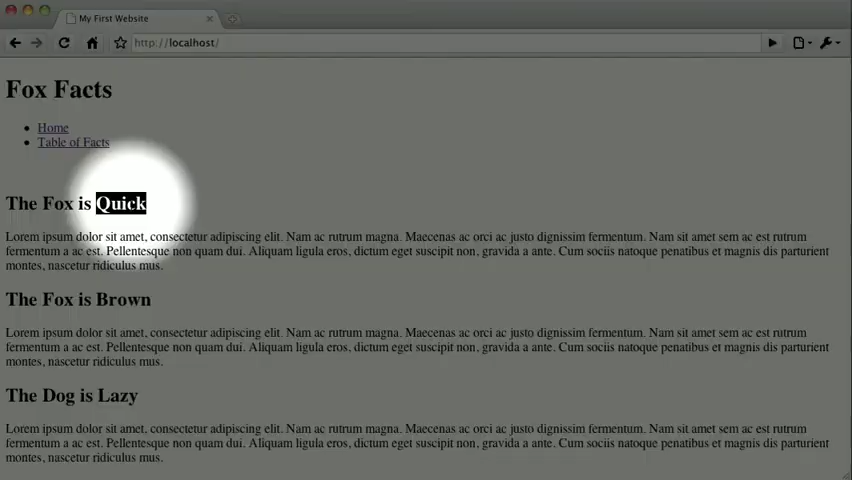 My First Website
http://localhost/
Fox Facts
Home
Table of Facts
The Fox is Quick
Lorem ipsum dolor sit amet, consectetur adipiscing elit. Nam ac rutrum magna. Maecenas ac orci ac justo dignissim fermentum. Nam sit amet sem ac est rutrum
fermentum a ac est. Pellentesque non quam dui. Aliquam ligula eros, dictum eget suscipit non, gravida a ante. Cum sociis natoque penatibus et magnis dis parturient
montes, nascetur ridiculus mus.
The Fox is Brown
Lorem ipsum dolor sit amet, consectetur adipiscing elit. Nam ac rutrum magna. Maecenas ac orci ac justo dignissim fermentum. Nam sit amet sem ac est rutrum
fermentum a ac est. Pellentesque non quam dui. Aliquam ligula eros, dictum eget suscipit non, gravida a ante. Cum sociis natoque penatibus et magnis dis parturient
montes, nascetur ridiculus mus.
The Dog is Lazy
Lorem ipsum dolor sit amet, consectetur adipiscing elit. Nam ac rutrum magna. Maecenas ac orci ac justo dignissim fermentum. Nam sit amet sem ac est rutrum
fermentum a ac est. Pellentesque non quam dui. Aliquam ligula eros, dictum eget suscipit non, gravida a ante. Cum sociis natoque penatibus et magnis dis parturient
montes, nascetur ridiculus mus.